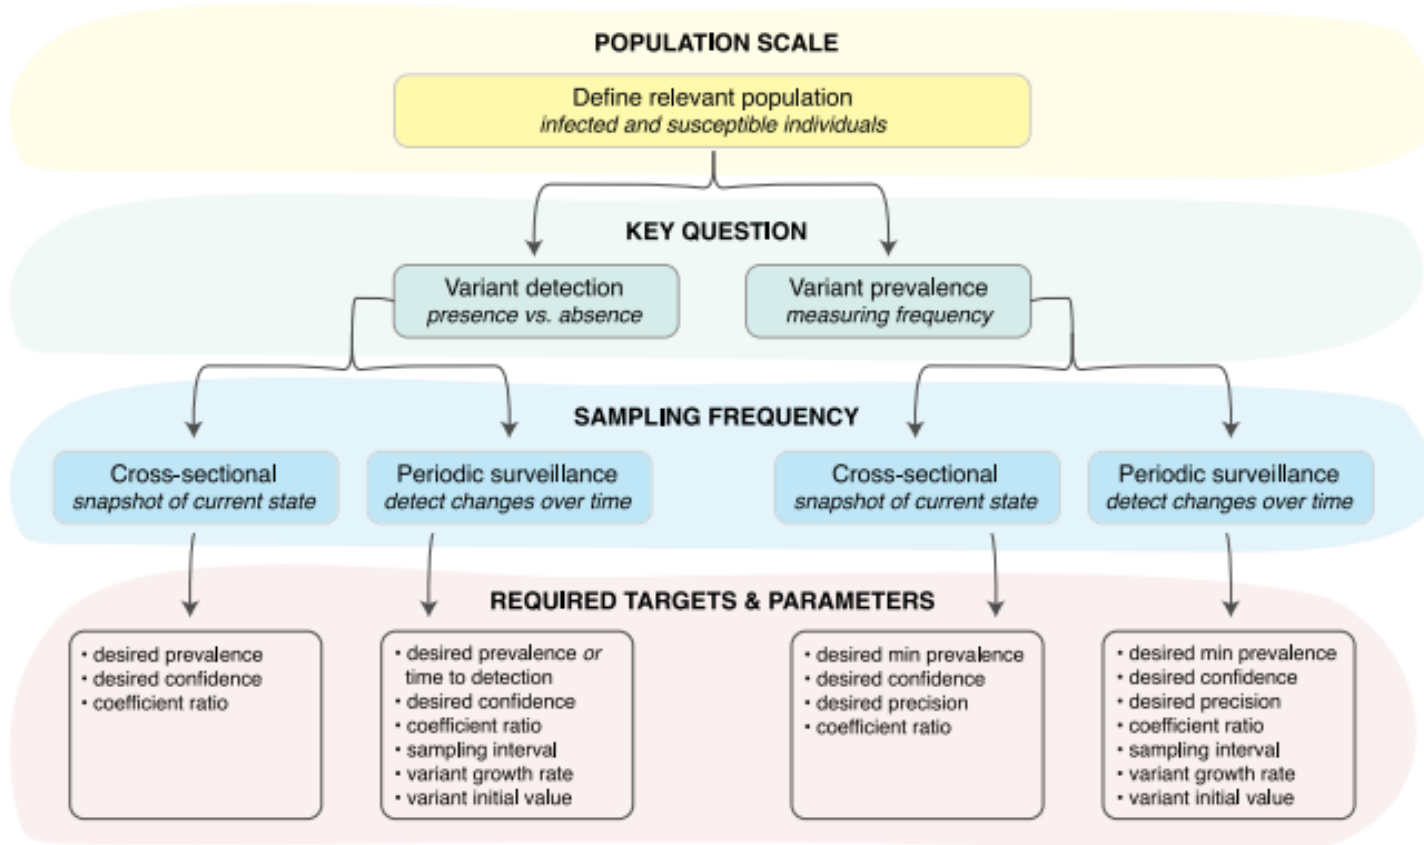 POPULATION SCALE
Define relevant population
infected and susceptible individuals
KEY QUESTION
Variant detection
presence vs. absence
Variant prevalence
measuring frequency
SAMPLING FREQUENCY
Cross-sectional
snapshot of current state
Periodic surveillance
detect changes over time
Cross-sectional
snapshot of current state
Periodic surveillance
detect changes over time
REQUIRED TARGETS & PARAMETERS
• desired prevalence
• desired confidence
• coefficient ratio
• desired prevalence or
time to detection
• desired confidence
• coefficient ratio
• sampling interval
• variant growth rate
• variant initial value
• desired min prevalence
• desired confidence
• desired precision
• coefficient ratio
• desired min prevalence
• desired confidence
• desired precision
• coefficient ratio
• sampling interval
• variant growth rate
• variant initial value